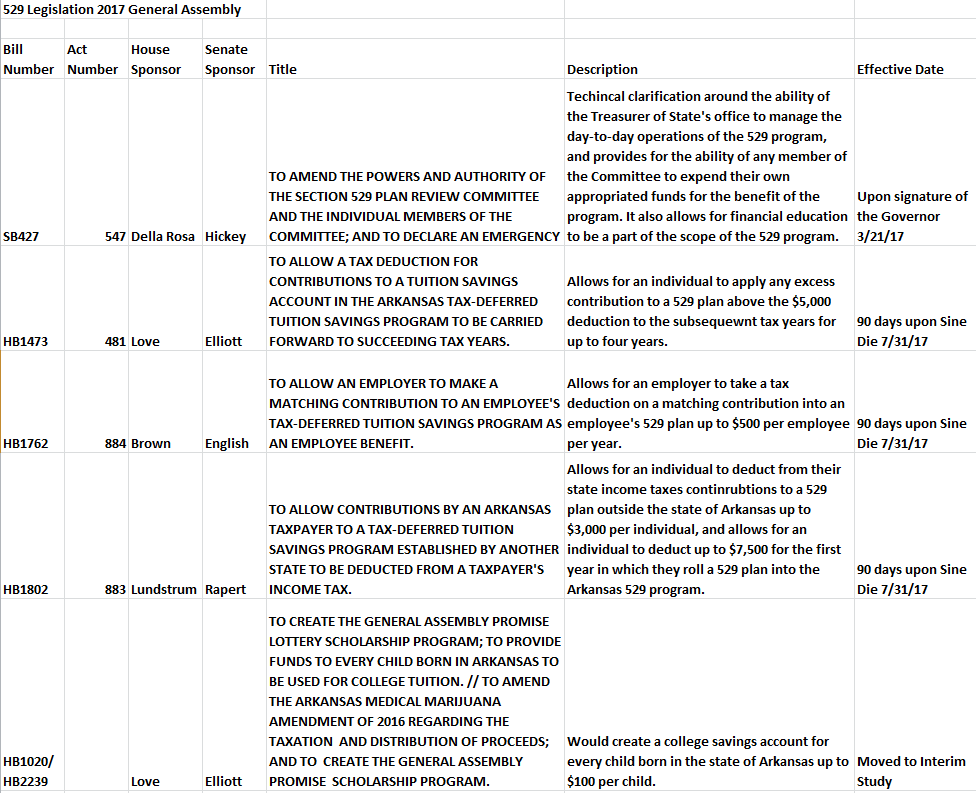 529 Legislation 2017 General Assembly
Bill Number Act Number House Sponsor Senate Sponsor Title Description Effective Date
SB427
547 Della Rosa Hickey
TO AMEND THE POWERS AND AUTHORITY OF
THE SECTION 529 PLAN REVIEW COMMITTEE
AND THE INDIVIDUAL MEMBERS OF THE
COMMITTEE; AND TO DECLARE AN EMERGENCY
Techincal clarification around the ability of
the Treasurer of State's office to manage the
day-to-day operations of the 529 program,
and provides for the ability of any member of
the Committee to expend their own
appropriated funds for the benefit of the
program. It also allows for financial education
to be a part of the scope of the 529 program.
Upon signature of
the Governor
3/21/17
HB1473
481 Love Elliott
TO ALLOW A TAX DEDUCTION FOR
CONTRIBUTIONS TO A TUITION SAVINGS
ACCOUNT IN THE ARKANSAS TAX-DEFERRED
TUITION SAVINGS PROGRAM TO BE CARRIED
FORWARD TO SUCCEEDING TAX YEARS.
Allows for an individual to apply any excess
contribution to a 529 plan above the $5,000
deduction to the subsequewnt tax years for
up to four years.
90 days upon Sine
Die 7/31/17
HB1762
884 Brown English
TO ALLOW AN EMPLOYER TO MAKE A
MATCHING CONTRIBUTION TO AN EMPLOYEE'S
TAX-DEFERRED TUITION SAVINGS PROGRAM AS
AN EMPLOYEE BENEFIT.
Allows for an employer to take a tax
deduction on a matching contribution into an
employee's 529 plan up to $500 per employee
per year.
90 days upon Sine
Die 7/31/17
HB1802
883 Lundstrum Rapert
TO ALLOW CONTRIBUTIONS BY AN ARKANSAS
TAXPAYER TO A TAX-DEFERRED TUITION
SAVINGS PROGRAM ESTABLISHED BY ANOTHER
STATE TO BE DEDUCTED FROM A TAXPAYER'S
INCOME TAX.
Allows for an individual to deduct from their
state income taxes continrubtions to a 529
plan outside the state of Arkansas up to
$3,000 per individual, and allows for an
individual to deduct up to $7,500 for the first
year in which they roll a 529 plan into the
Arkansas 529 program.
90 days upon Sine
Die 7/31/17
HB1020/
HB2239
Love Elliott
TO CREATE THE GENERAL ASSEMBLY PROMISE
LOTTERY SCHOLARSHIP PROGRAM; TO PROVIDE
FUNDS TO EVERY CHILD BORN IN ARKANSAS TO
BE USED FOR COLLEGE TUITION. // TO AMEND
THE ARKANSAS MEDICAL MARIJUANA
AMENDMENT OF 2016 REGARDING THE
TAXATION AND DISTRIBUTION OF PROCEEDS;
AND TO CREATE THE GENERAL ASSEMBLY
PROMISE SCHOLARSHIP PROGRAM.
Would create a college savings account for
every child born in the state of Arkansas up to
$100 per child.
Moved to Interim
Study